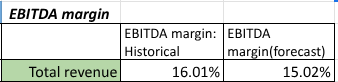 EBITDA margin
EBITDA margin: EBITDA
Historical margin(forecast)
Total revenue 16.01% 15.02%